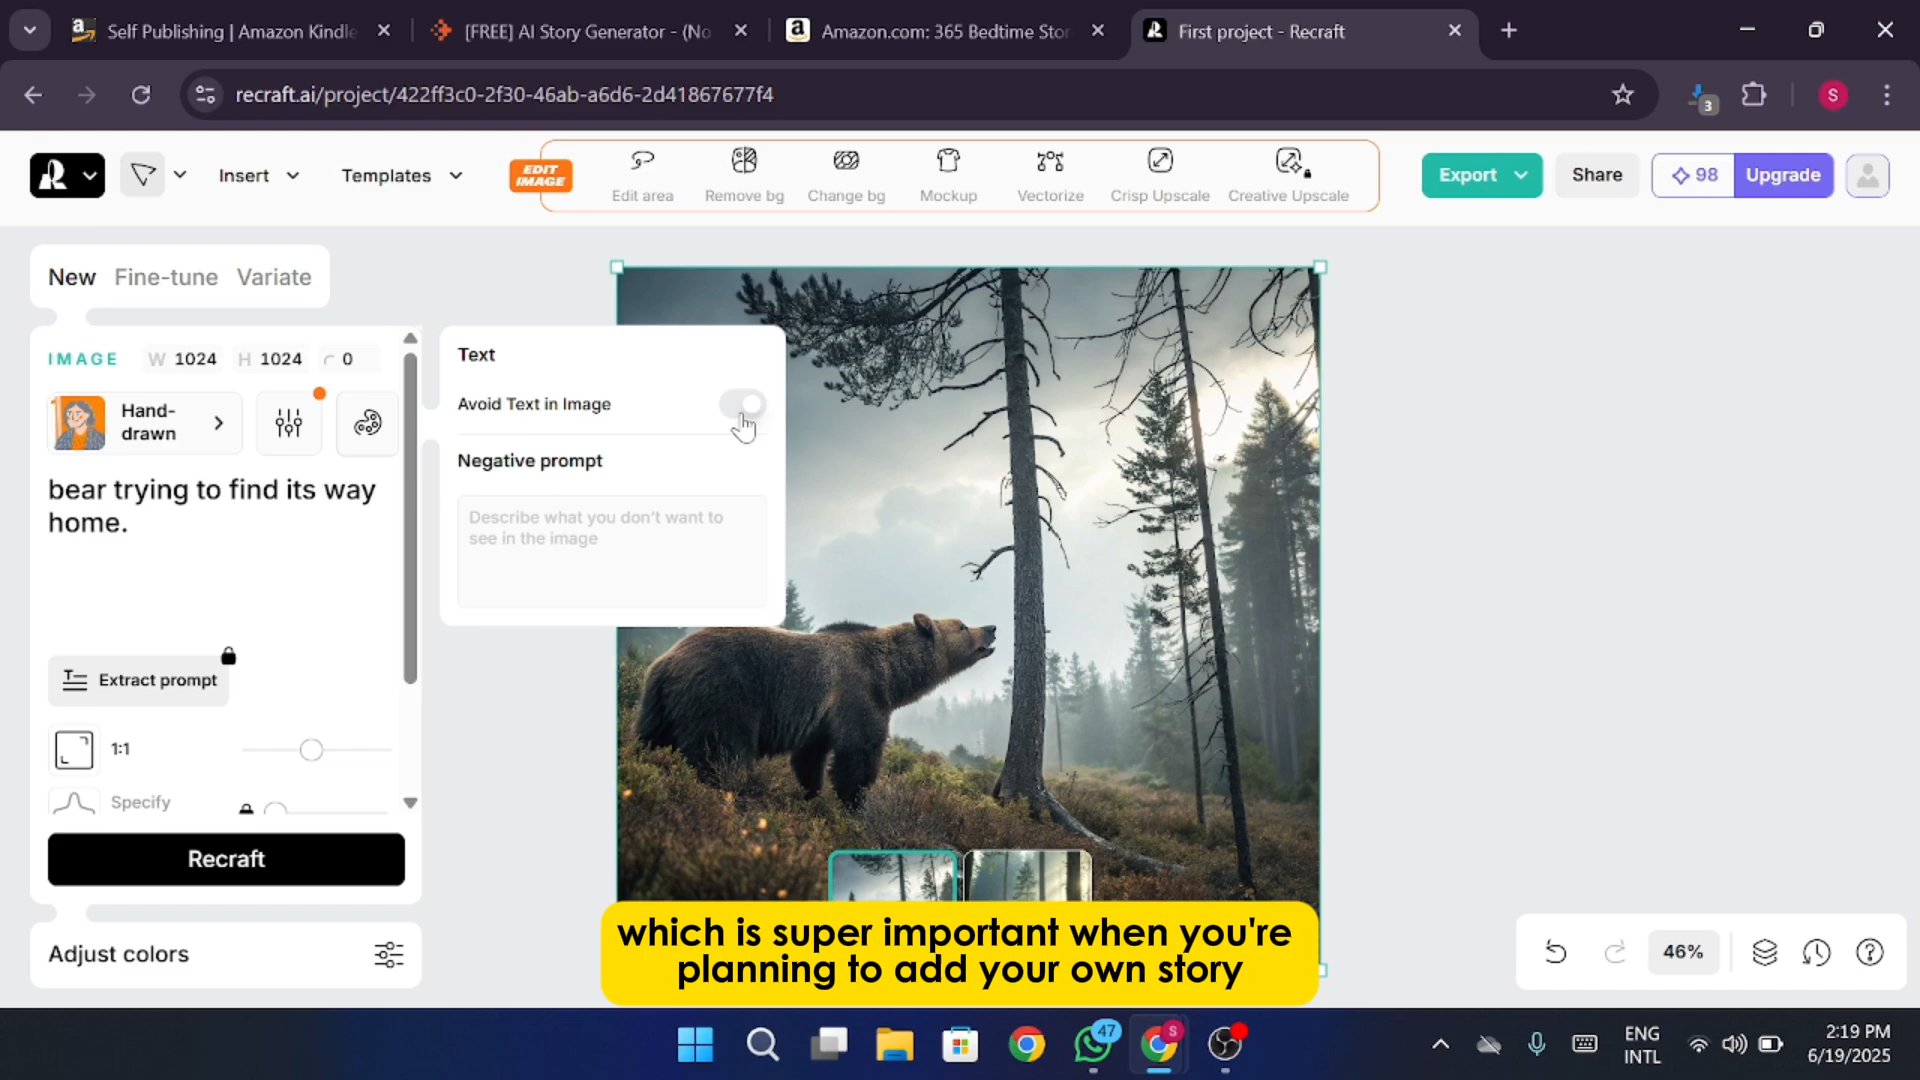 Self Publishing | Amazon Kindle
[FREE] AI Story Generator - (No
Amazon.com: 365 Bedtime Stor
First project - Recraft
recraft.ai/project/422ff3c0-2f30-46ab-a6d6-2d41867677f4
3
S
Insert
Templates
EDIT
IMAGE
Edit area
Remove bg
Change bg
Mockup
Vectorize
Crisp Upscale
Creative Upscale
Export
Share
98
Upgrade
New
Fine-tune
Variate
IMAGE
W 1024
H 1024
0
Hand-
drawn
bear trying to find its way
home.
Extract prompt
1:1
Specify
Recraft
Adjust colors
Text
Avoid Text in Image
Negative prompt
Describe what you don't want to
see in the image
which is super important when you're
planning to add your own story
46%
47
S
ENG
INTL
2:19 PM
6/19/2025